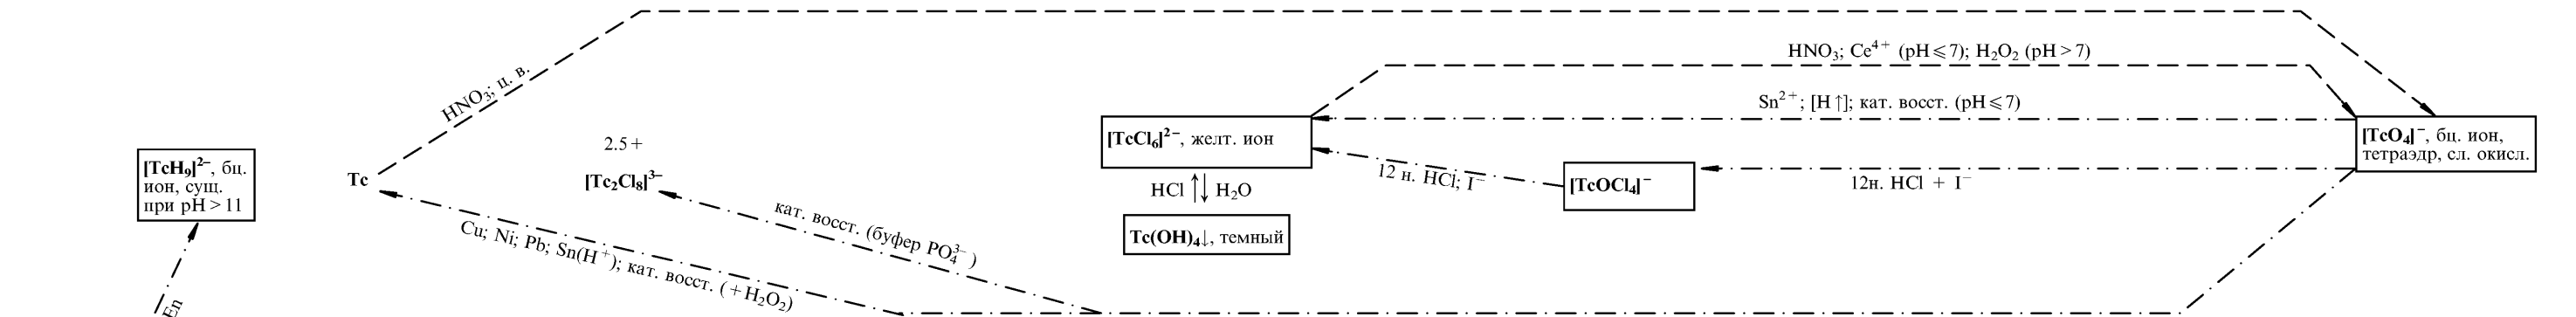 HNO₃; Ce⁴⁺ (pH⩽7); H₂O₂ (pH>7)
HNO₃; ц. в.
Sn²⁺; [H↑]; кат. восст. (pH⩽7)
2.5+
[TcCl₆]²⁻, желт. ион
[TcO₄]⁻, бц. ион,
тетраэдр, сл. окисл.
[TcH₉]²⁻, бц.
ион, сущ.
при pH>11
Tc
[Tc₂Cl₈]³⁻
12 н. HCl; I⁻
[TcOCl₄]⁻
12н. HCl + I⁻
HCl ↑↓ H₂O
кат. восст. (буфер PO₄³⁻)
Tc(OH)₄↓, темный
Cu; Ni; Pb; Sn(H⁺); кат. восст. (+H₂O₂)
En